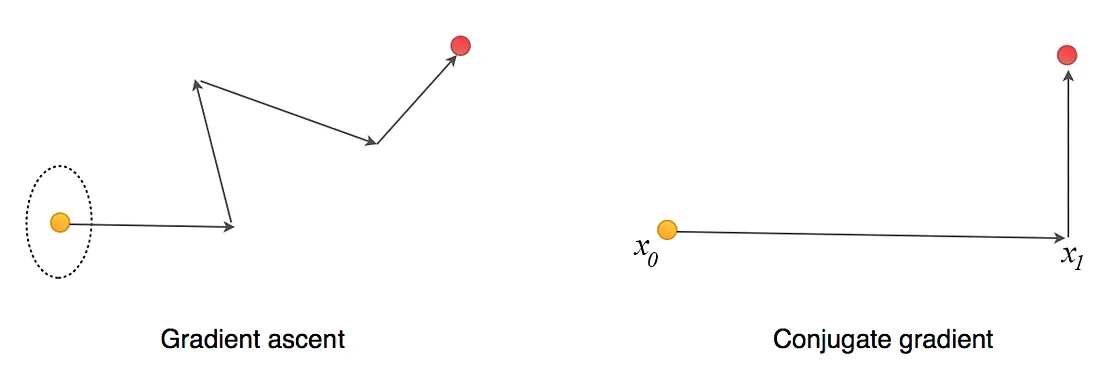 x0
x1
Gradient ascent
Conjugate gradient